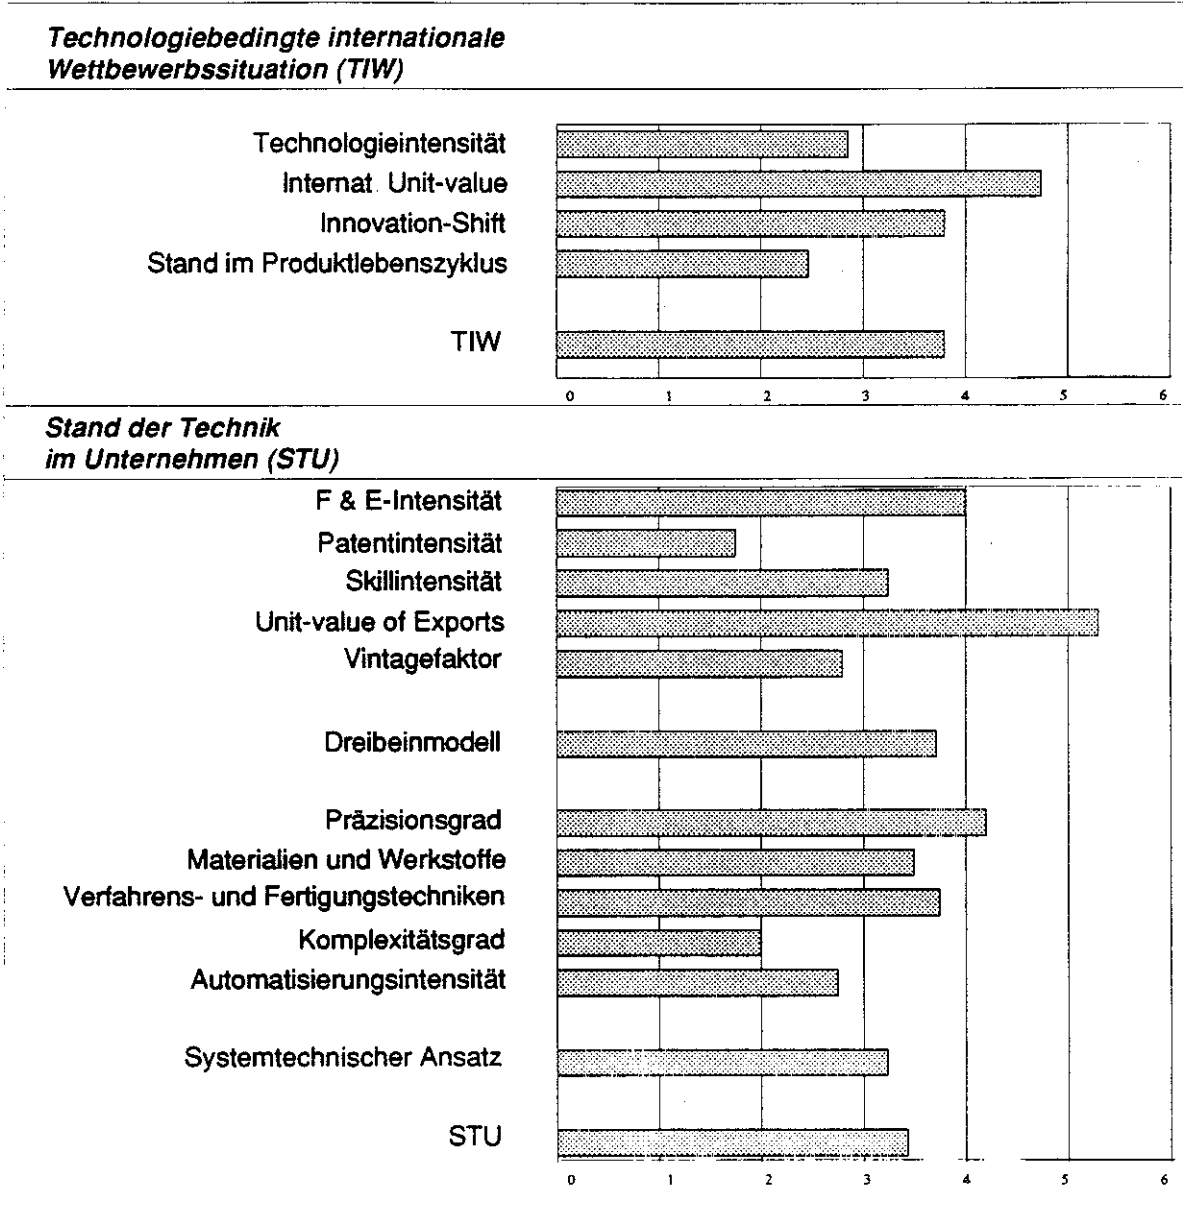 Technologiebedingte internationale
Wettbewerbssituation (TIW)
Technologieintensität
Internat. Unit-value
Innovation-Shift
Stand im Produktlebenszyklus
TIW
0 1 2 3 4 5 6
Stand der Technik
im Unternehmen (STU)
F & E-Intensität
Patentintensität
Skillintensität
Unit-value of Exports
Vintagefaktor
Dreibeinmodell
Präzisionsgrad
Materialien und Werkstoffe
Verfahrens- und Fertigungstechniken
Komplexitätsgrad
Automatisierungsintensität
Systemtechnischer Ansatz
STU
0 1 2 3 4 5 6